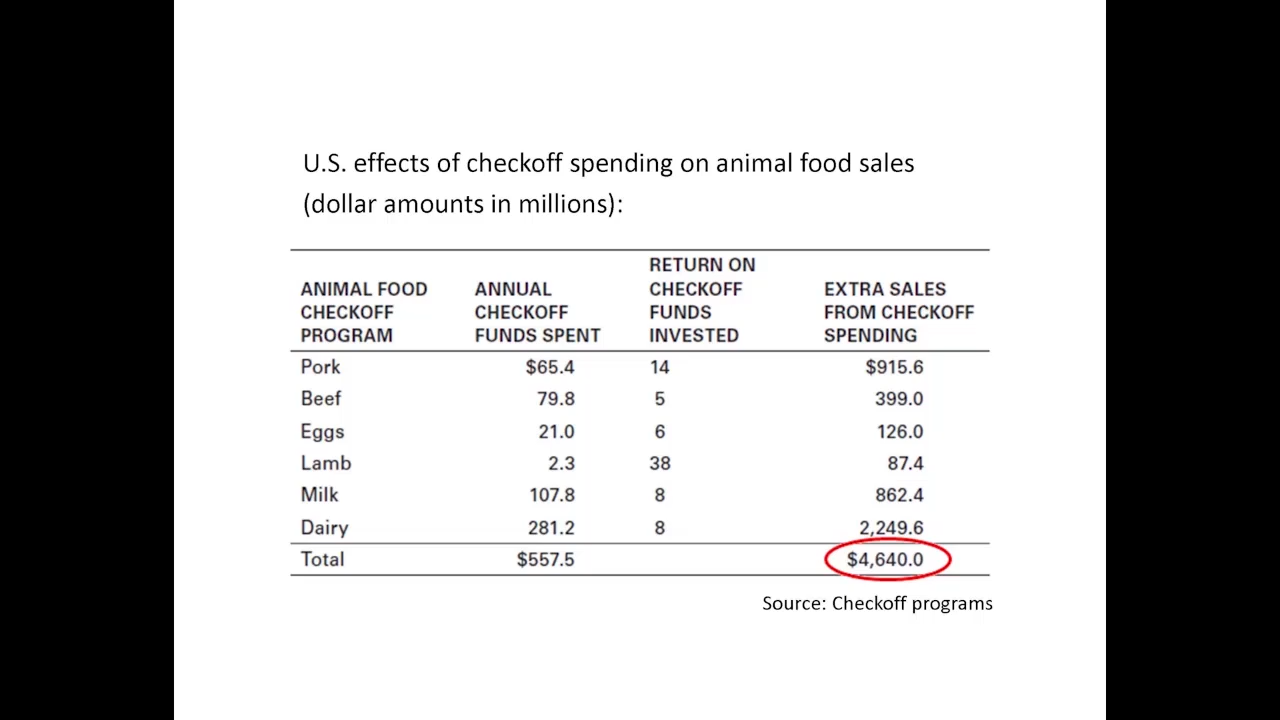 U.S. effects of checkoff spending on animal food sales
(dollar amounts in millions):
RETURN ON
ANIMAL FOOD ANNUAL CHECKOFF EXTRA SALES
CHECKOFF CHECKOFF FUNDS FROM CHECKOFF
PROGRAM FUNDS SPENT INVESTED SPENDING
Pork $65.4 14 $915.6
Beef 79.8 5 399.0
Eggs 21.0 6 126.0
Lamb 2.3 38 87.4
Milk 107.8 8 862.4
Dairy 281.2 8 2,249.6
Total $557.5 $4,640.0
Source: Checkoff programs